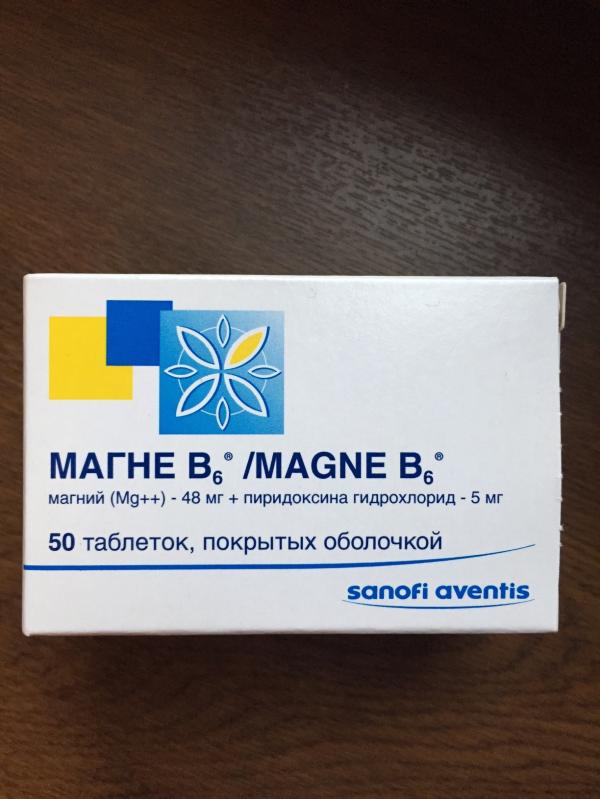 МАГНЕ B₆® /MAGNE B₆®
магний (Mg++) - 48 мг + пиридоксина гидрохлорид - 5 мг
50 таблеток, покрытых оболочкой
sanofi aventis